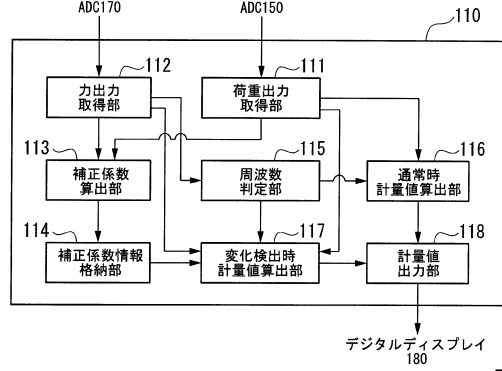 ADC170
ADC150
110
112
力出力
取得部
111
荷重出力
取得部
113
補正係数
算出部
115
周波数
判定部
116
通常時
計量値算出部
114
補正係数情報
格納部
117
変化検出時
計量値算出部
118
計量値
出力部
デジタルディスプレイ
180